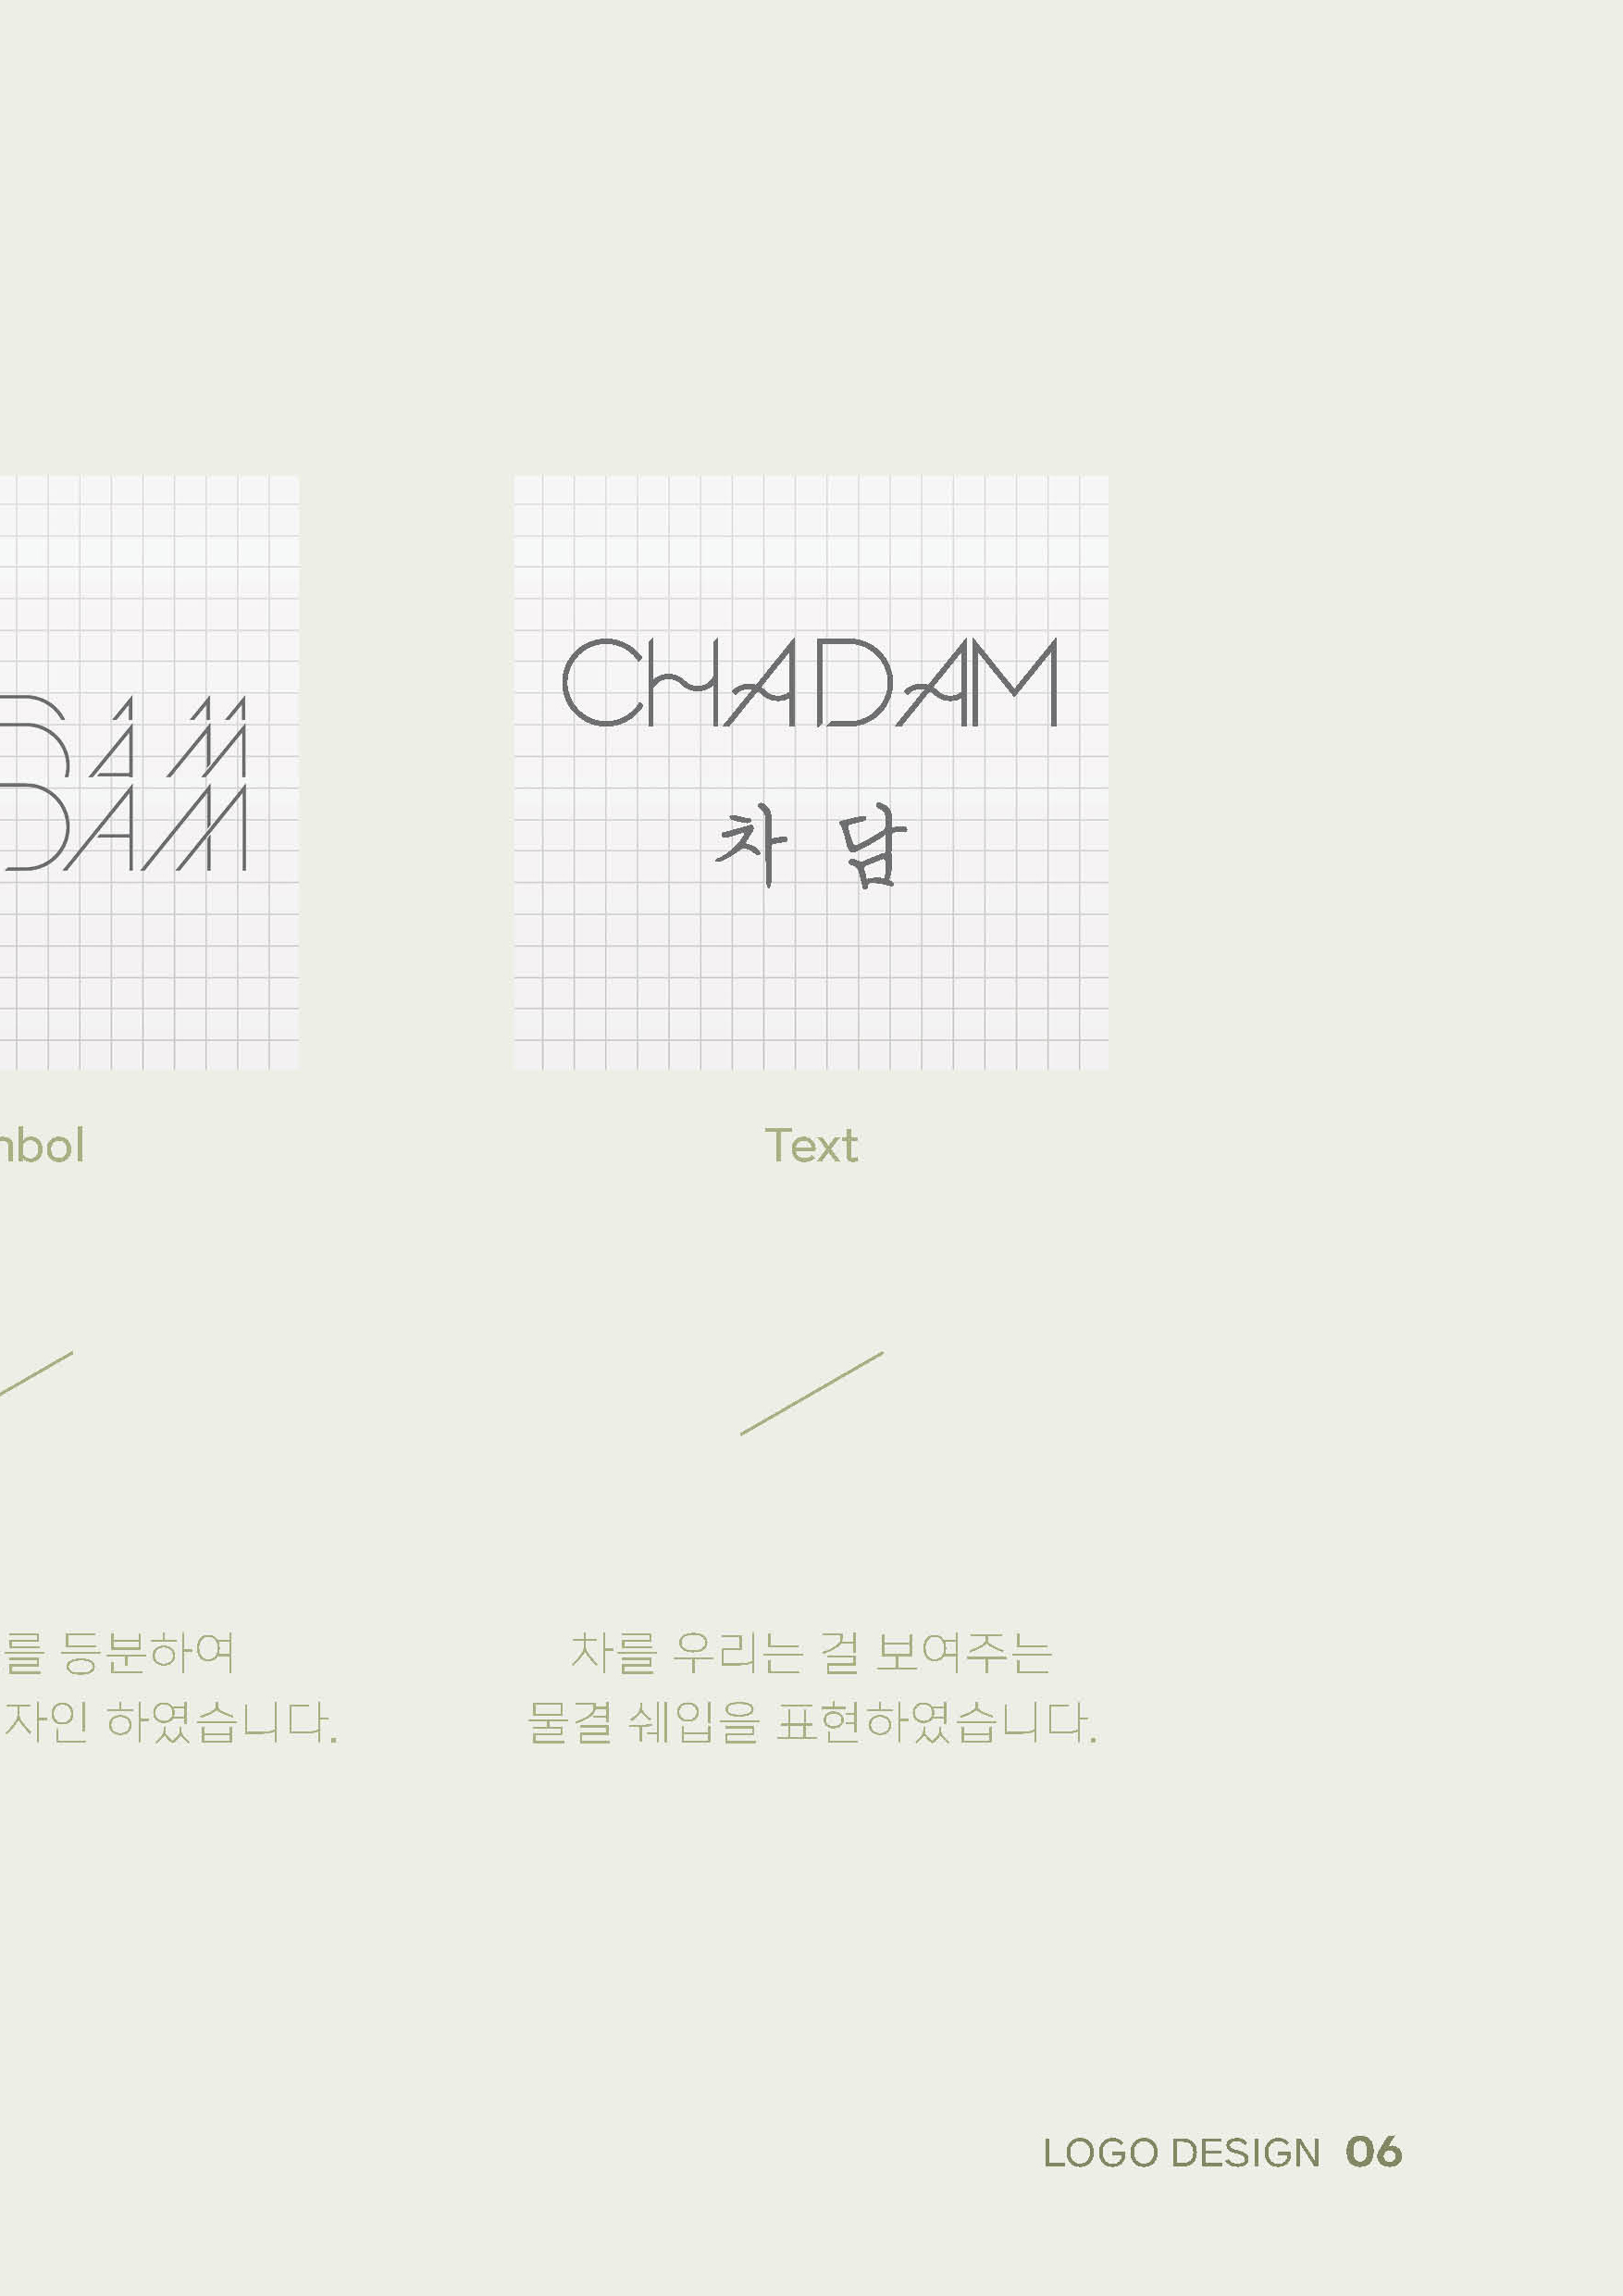 CHADAM
차 담
DAM
Text
를 등분하여
자인 하였습니다.
차를 우리는 걸 보여주는
물결 쉐입을 표현하였습니다.
LOGO DESIGN 06